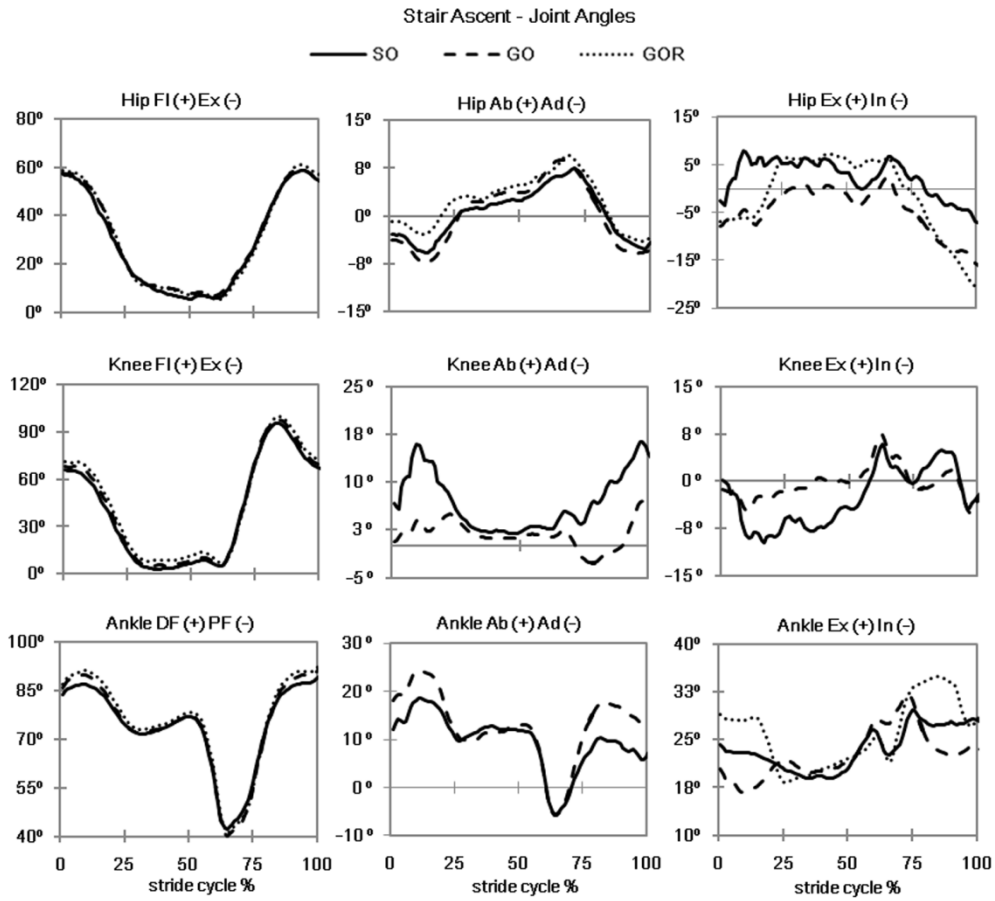 Stair Ascent - Joint Angles
SO GO GOR
Hip Fl (+) Ex (-) Hip Ab (+) Ad (-) Hip Ex (+) In (-)
80º 15º 15º
60º 8º 5º
40º 0º -5º
20º -8º -15º
0º -15º -25º
Knee Fl (+) Ex (-) Knee Ab (+) Ad (-) Knee Ex (+) In (-)
120º 25º 15º
90º 18º 8º
60º 10º 0º
30º 3º -8º
0º -5º -15º
Ankle DF (+) PF (-) Ankle Ab (+) Ad (-) Ankle Ex (+) In (-)
100º 30º 40º
85º 20º 33º
70º 10º 25º
55º 0º 18º
40º -10º 10º
0 25 50 75 100 0 25 50 75 100 0 25 50 75 100
stride cycle % stride cycle % stride cycle %